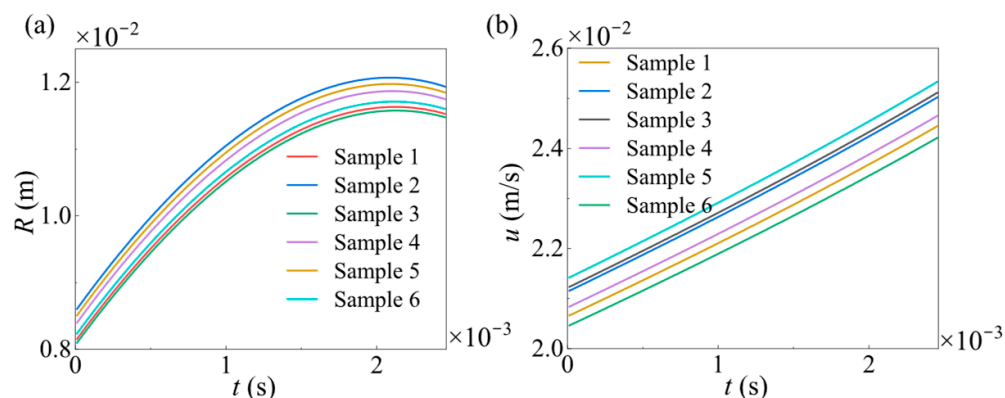 (a)
×10⁻²
1.2
1.0
0.8
R (m)
Sample 1
Sample 2
Sample 3
Sample 4
Sample 5
Sample 6
0
1
2
×10⁻³
t (s)
(b)
×10⁻²
2.6
2.4
2.2
2.0
u (m/s)
Sample 1
Sample 2
Sample 3
Sample 4
Sample 5
Sample 6
0
1
2
×10⁻³
t (s)